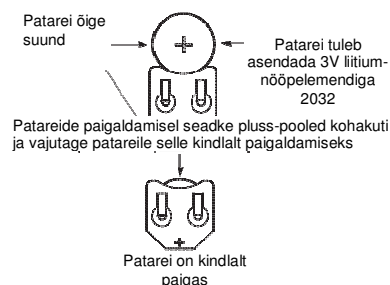 Patarei õige
suund
+
Patarei tuleb
asendada 3V liitium-
nööpelemendiga
2032
Patareide paigaldamisel seadke pluss-pooled kohakuti
ja vajutage patareile selle kindlalt paigaldamiseks
+
Patarei on kindlalt
paigas